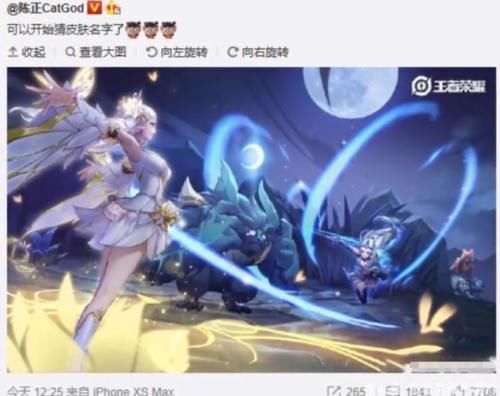 @陈正CatGod
可以开始猜皮肤名字了
收起 查看大图 向左旋转 向右旋转
王者荣耀
今天 12:25 来自 iPhone XS Max 265 1843 7708